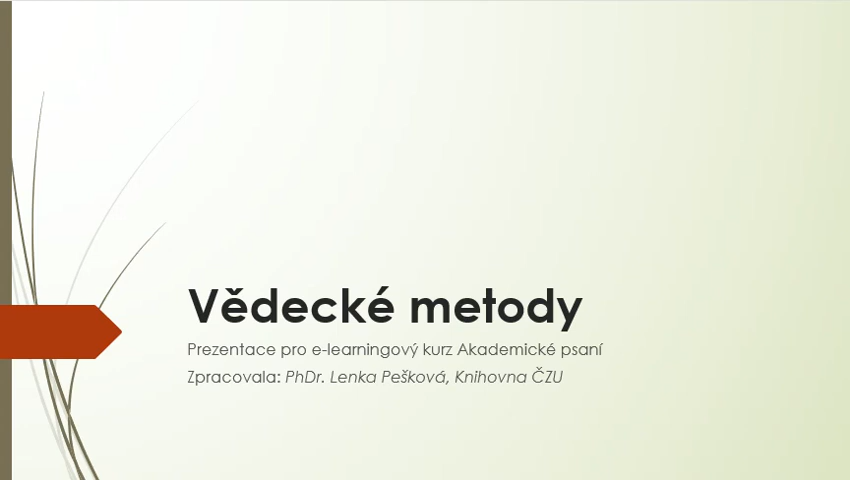 Vědecké metody
Prezentace pro e-learningový kurz Akademické psaní
Zpracovala: PhDr. Lenka Pešková, Knihovna ČZU